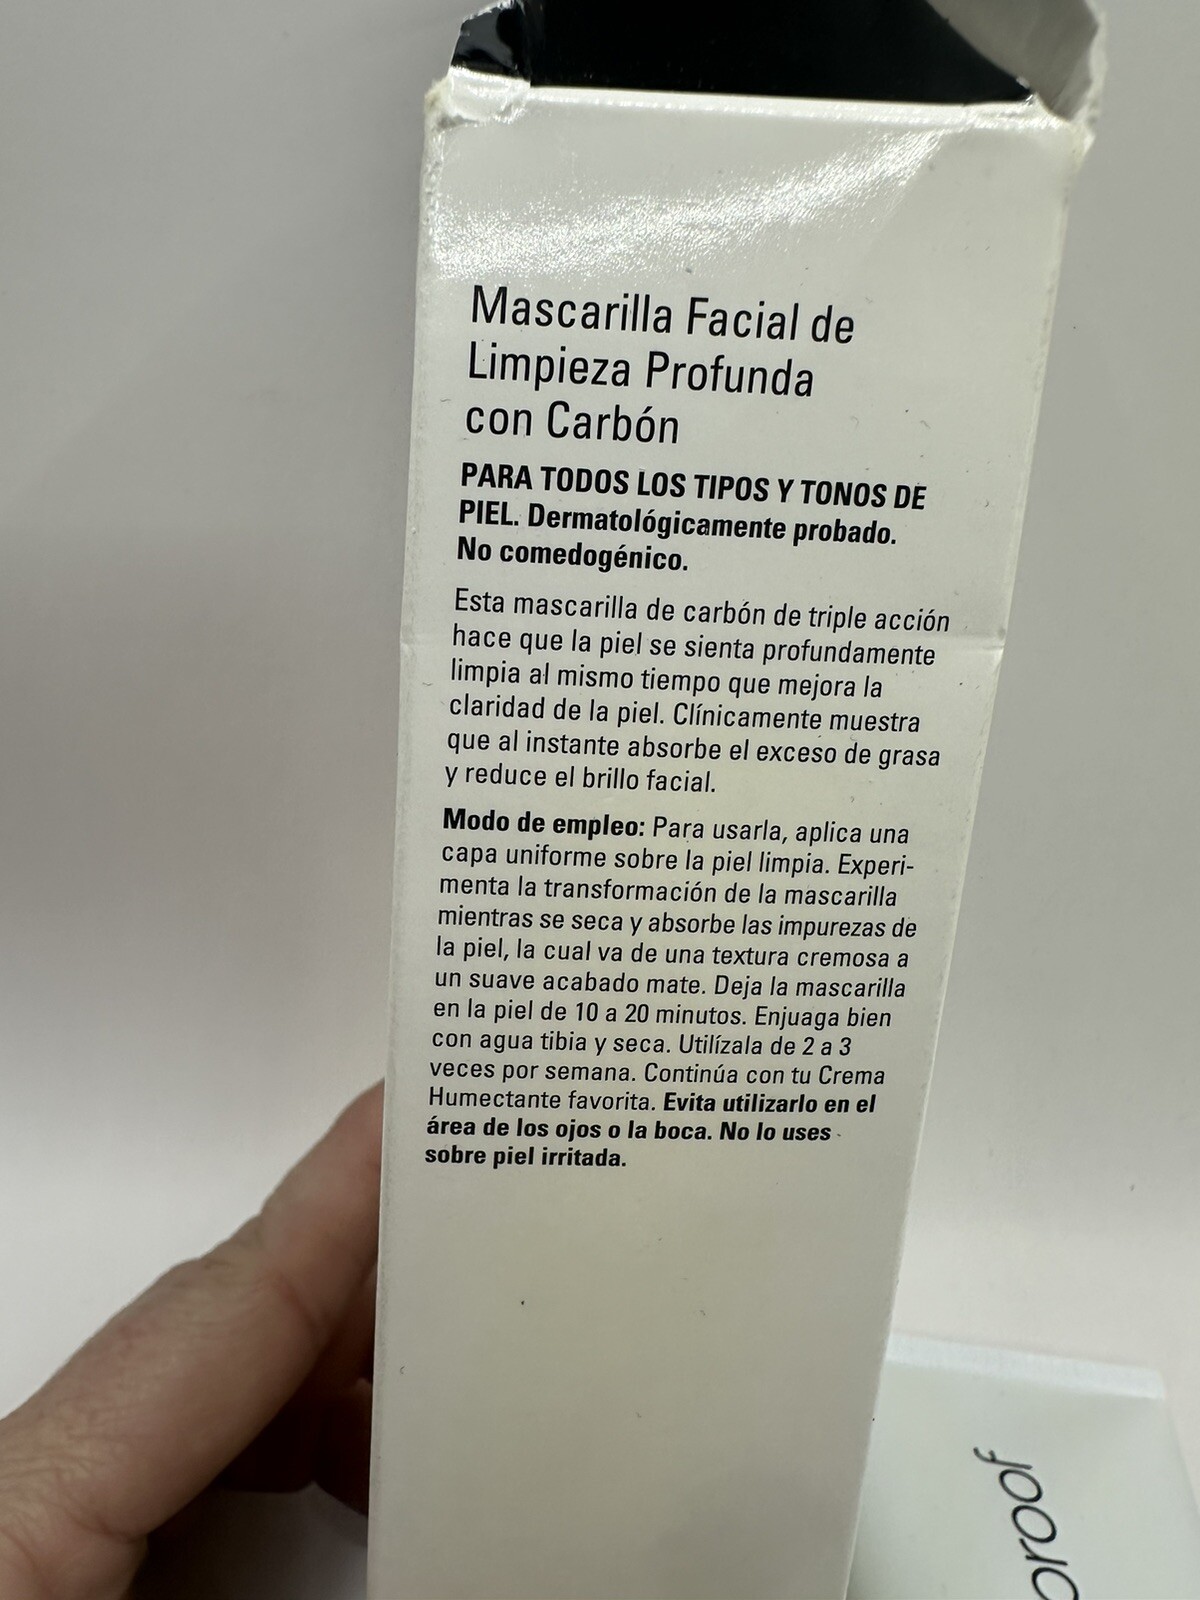 Mascarilla Facial de
Limpieza Profunda
con Carbón
PARA TODOS LOS TIPOS Y TONOS DE
PIEL. Dermatológicamente probado.
No comedogénico.
Esta mascarilla de carbón de triple acción
hace que la piel se sienta profundamente
limpia al mismo tiempo que mejora la
claridad de la piel. Clínicamente muestra
que al instante absorbe el exceso de grasa
y reduce el brillo facial.
Modo de empleo: Para usarla, aplica una
capa uniforme sobre la piel limpia. Experi-
menta la transformación de la mascarilla
mientras se seca y absorbe las impurezas de
la piel, la cual va de una textura cremosa a
un suave acabado mate. Deja la mascarilla
en la piel de 10 a 20 minutos. Enjuaga bien
con agua tibia y seca. Utilízala de 2 a 3
veces por semana. Continúa con tu Crema
Humectante favorita. Evita utilizarlo en el
área de los ojos o la boca. No lo uses
sobre piel irritada.